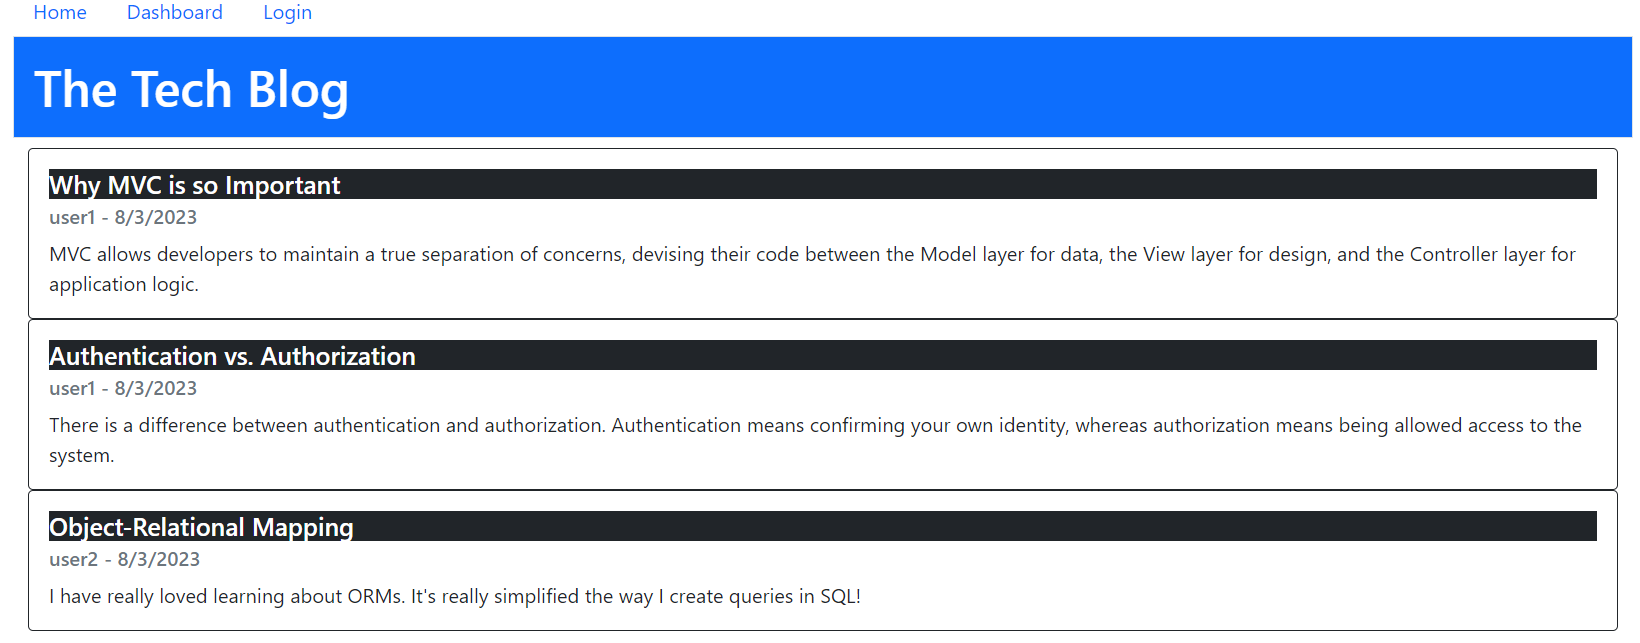 Home Dashboard Login
The Tech Blog
Why MVC is so Important
user1 - 8/3/2023
MVC allows developers to maintain a true separation of concerns, devising their code between the Model layer for data, the View layer for design, and the Controller layer for
application logic.
Authentication vs. Authorization
user1 - 8/3/2023
There is a difference between authentication and authorization. Authentication means confirming your own identity, whereas authorization means being allowed access to the
system.
Object-Relational Mapping
user2 - 8/3/2023
I have really loved learning about ORMs. It's really simplified the way I create queries in SQL!